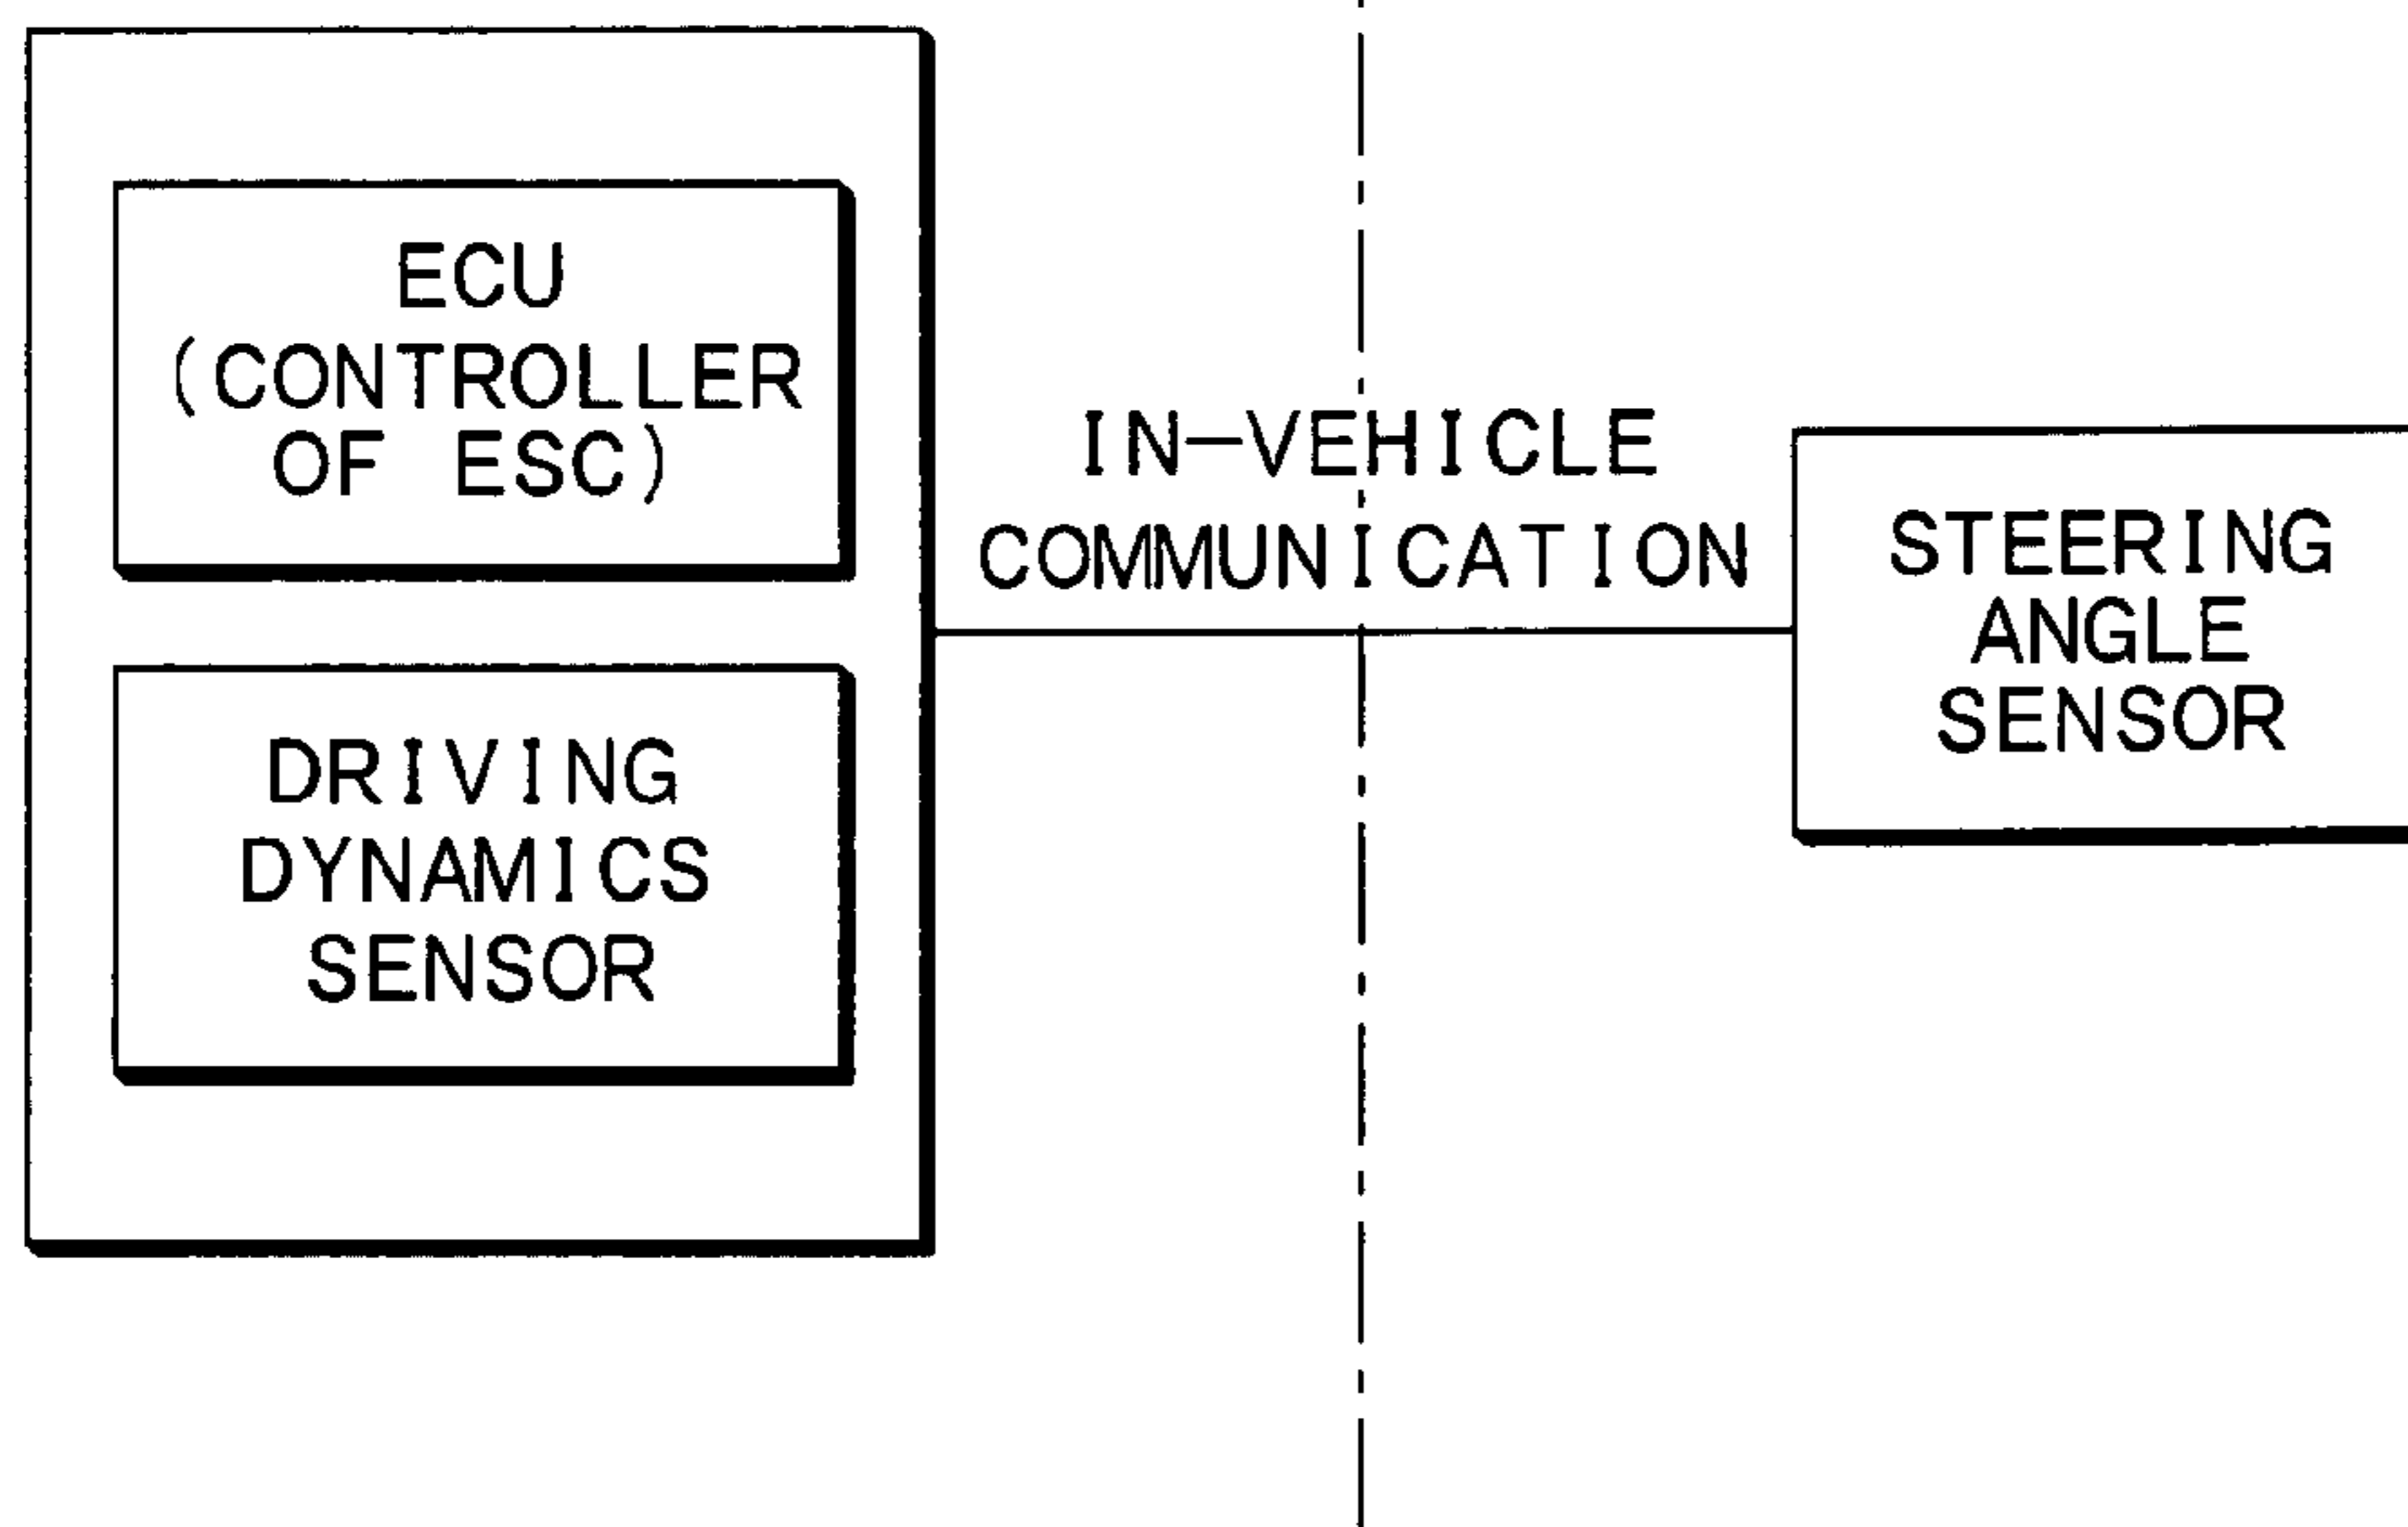 ECU
(CONTROLLER
OF ESC)
DRIVING
DYNAMICS
SENSOR
IN-VEHICLE
COMMUNICATION
STEERING
ANGLE
SENSOR